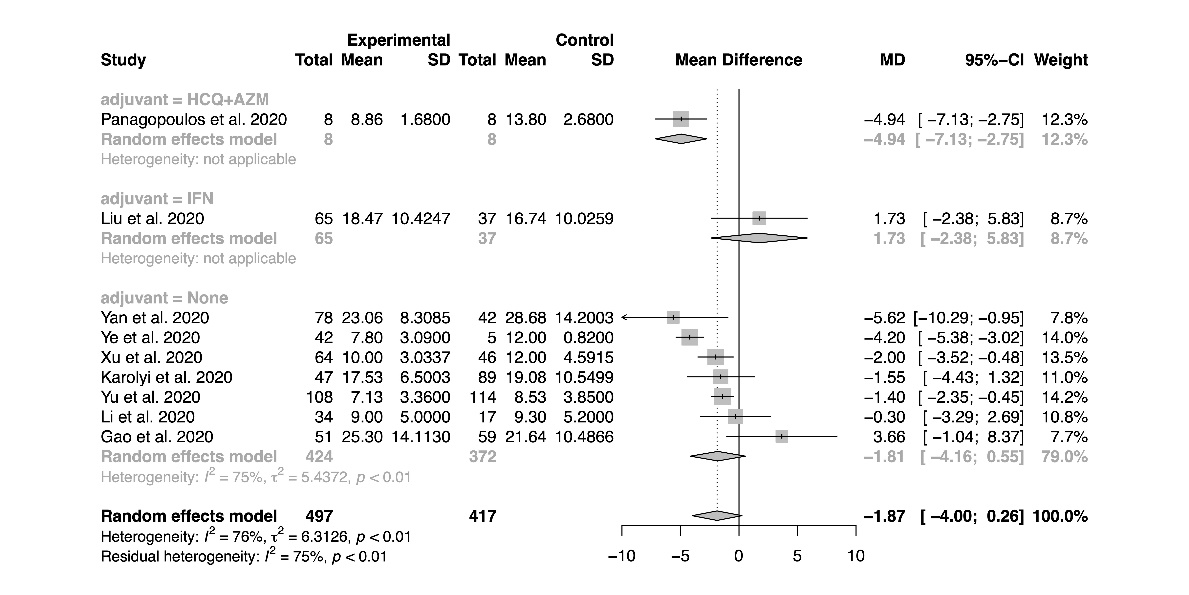 Experimental Control
Study Total Mean SD Total Mean SD Mean Difference MD 95%−CI Weight
adjuvant = HCQ+AZM
Panagopoulos et al. 2020 8 8.86 1.6800 8 13.80 2.6800 −4.94 [ −7.13; −2.75] 12.3%
Random effects model 8 8 −4.94 [ −7.13; −2.75] 12.3%
Heterogeneity: not applicable
adjuvant = IFN
Liu et al. 2020 65 18.47 10.4247 37 16.74 10.0259 1.73 [ −2.38; 5.83] 8.7%
Random effects model 65 37 1.73 [ −2.38; 5.83] 8.7%
Heterogeneity: not applicable
adjuvant = None
Yan et al. 2020 78 23.06 8.3085 42 28.68 14.2003 −5.62 [−10.29; −0.95] 7.8%
Ye et al. 2020 42 7.80 3.0900 5 12.00 0.8200 −4.20 [ −5.38; −3.02] 14.0%
Xu et al. 2020 64 10.00 3.0337 46 12.00 4.5915 −2.00 [ −3.52; −0.48] 13.5%
Karolyi et al. 2020 47 17.53 6.5003 89 19.08 10.5499 −1.55 [ −4.43; 1.32] 11.0%
Yu et al. 2020 108 7.13 3.3600 114 8.53 3.8500 −1.40 [ −2.35; −0.45] 14.2%
Li et al. 2020 34 9.00 5.0000 17 9.30 5.2000 −0.30 [ −3.29; 2.69] 10.8%
Gao et al. 2020 51 25.30 14.1130 59 21.64 10.4866 3.66 [ −1.04; 8.37] 7.7%
Random effects model 424 372 −1.81 [ −4.16; 0.55] 79.0%
Heterogeneity: I² = 75%, τ² = 5.4372, p < 0.01
Random effects model 497 417 −1.87 [ −4.00; 0.26] 100.0%
Heterogeneity: I² = 76%, τ² = 6.3126, p < 0.01
Residual heterogeneity: I² = 75%, p < 0.01
−10 −5 0 5 10